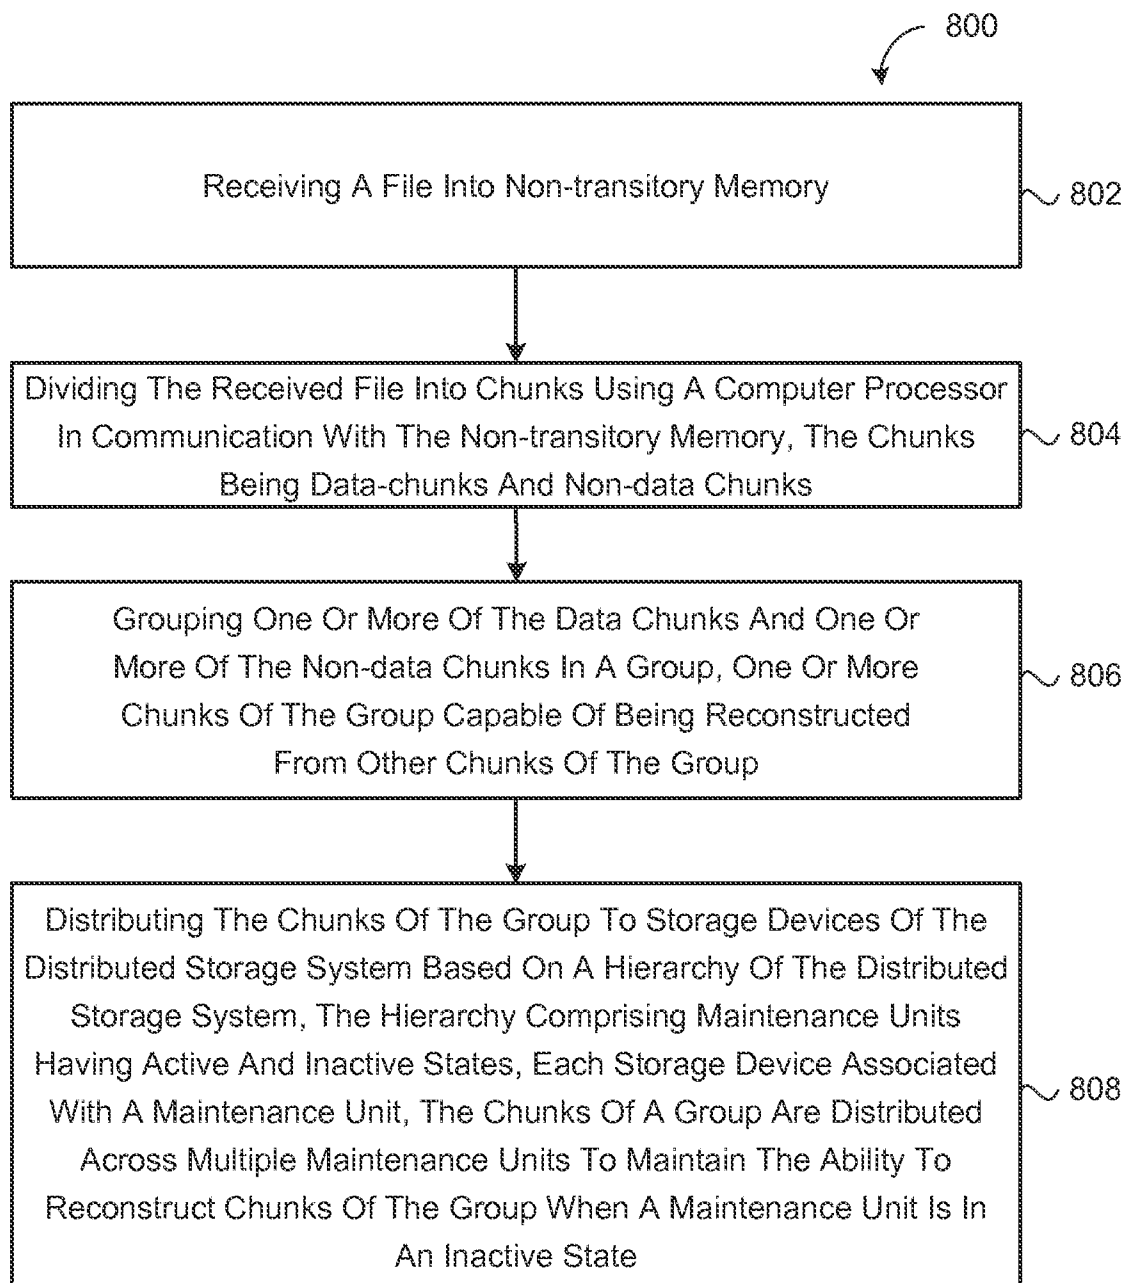 800
Receiving A File Into Non-transitory Memory
802
Dividing The Received File Into Chunks Using A Computer Processor
In Communication With The Non-transitory Memory, The Chunks
Being Data-chunks And Non-data Chunks
804
Grouping One Or More Of The Data Chunks And One Or
More Of The Non-data Chunks In A Group, One Or More
Chunks Of The Group Capable Of Being Reconstructed
From Other Chunks Of The Group
806
Distributing The Chunks Of The Group To Storage Devices Of The
Distributed Storage System Based On A Hierarchy Of The Distributed
Storage System, The Hierarchy Comprising Maintenance Units
Having Active And Inactive States, Each Storage Device Associated
With A Maintenance Unit, The Chunks Of A Group Are Distributed
Across Multiple Maintenance Units To Maintain The Ability To
Reconstruct Chunks Of The Group When A Maintenance Unit Is In
An Inactive State
808